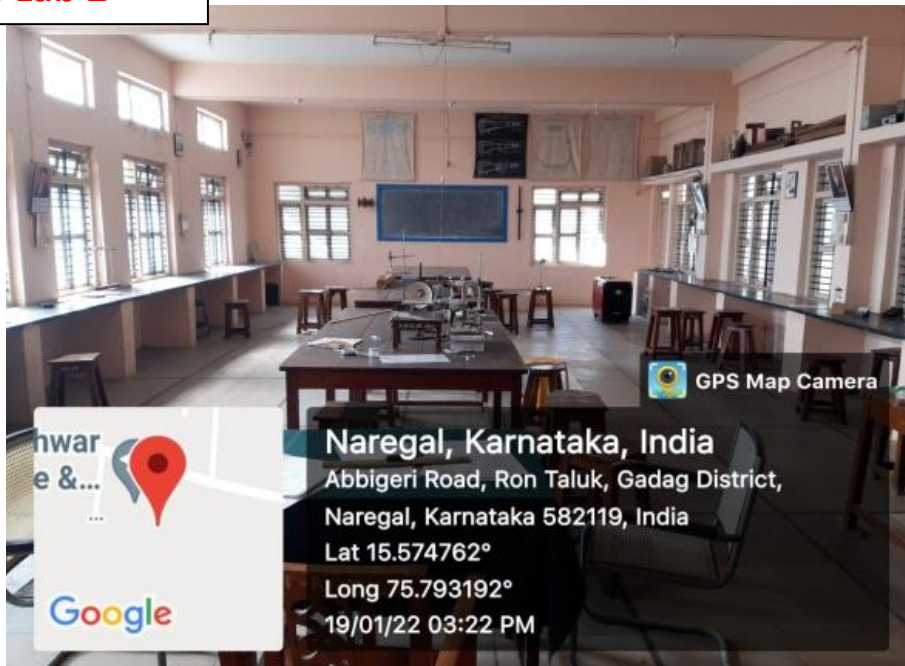 GPS Map Camera
hwar
e &...
...
Google
Naregal, Karnataka, India
Abbigeri Road, Ron Taluk, Gadag District,
Naregal, Karnataka 582119, India
Lat 15.574762°
Long 75.793192°
19/01/22 03:22 PM